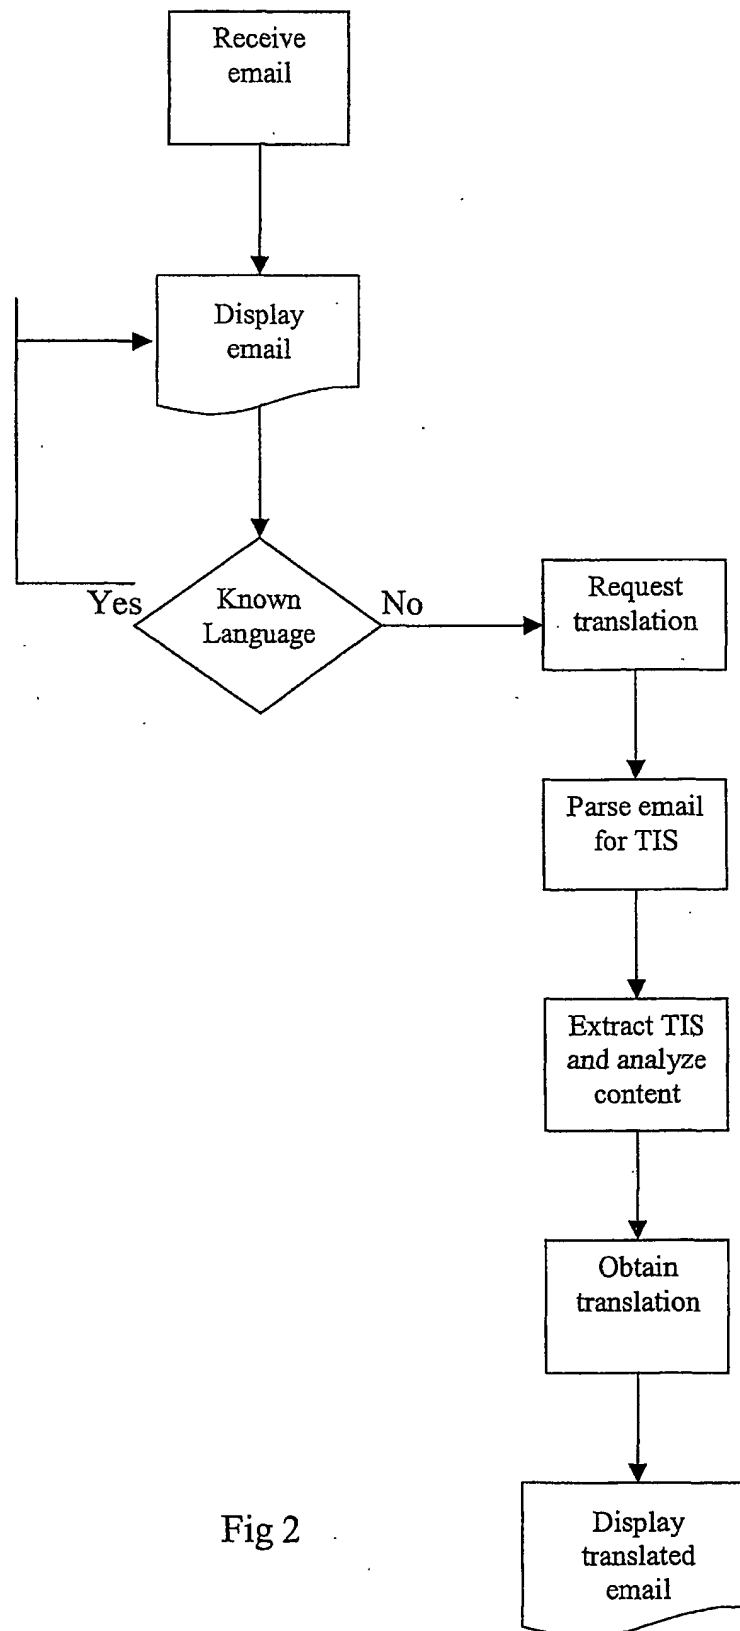 Receive
email
Display
email
Yes
Known
Language
No
Request
translation
Parse email
for TIS
Extract TIS
and analyze
content
Obtain
translation
Display
translated
email
Fig 2